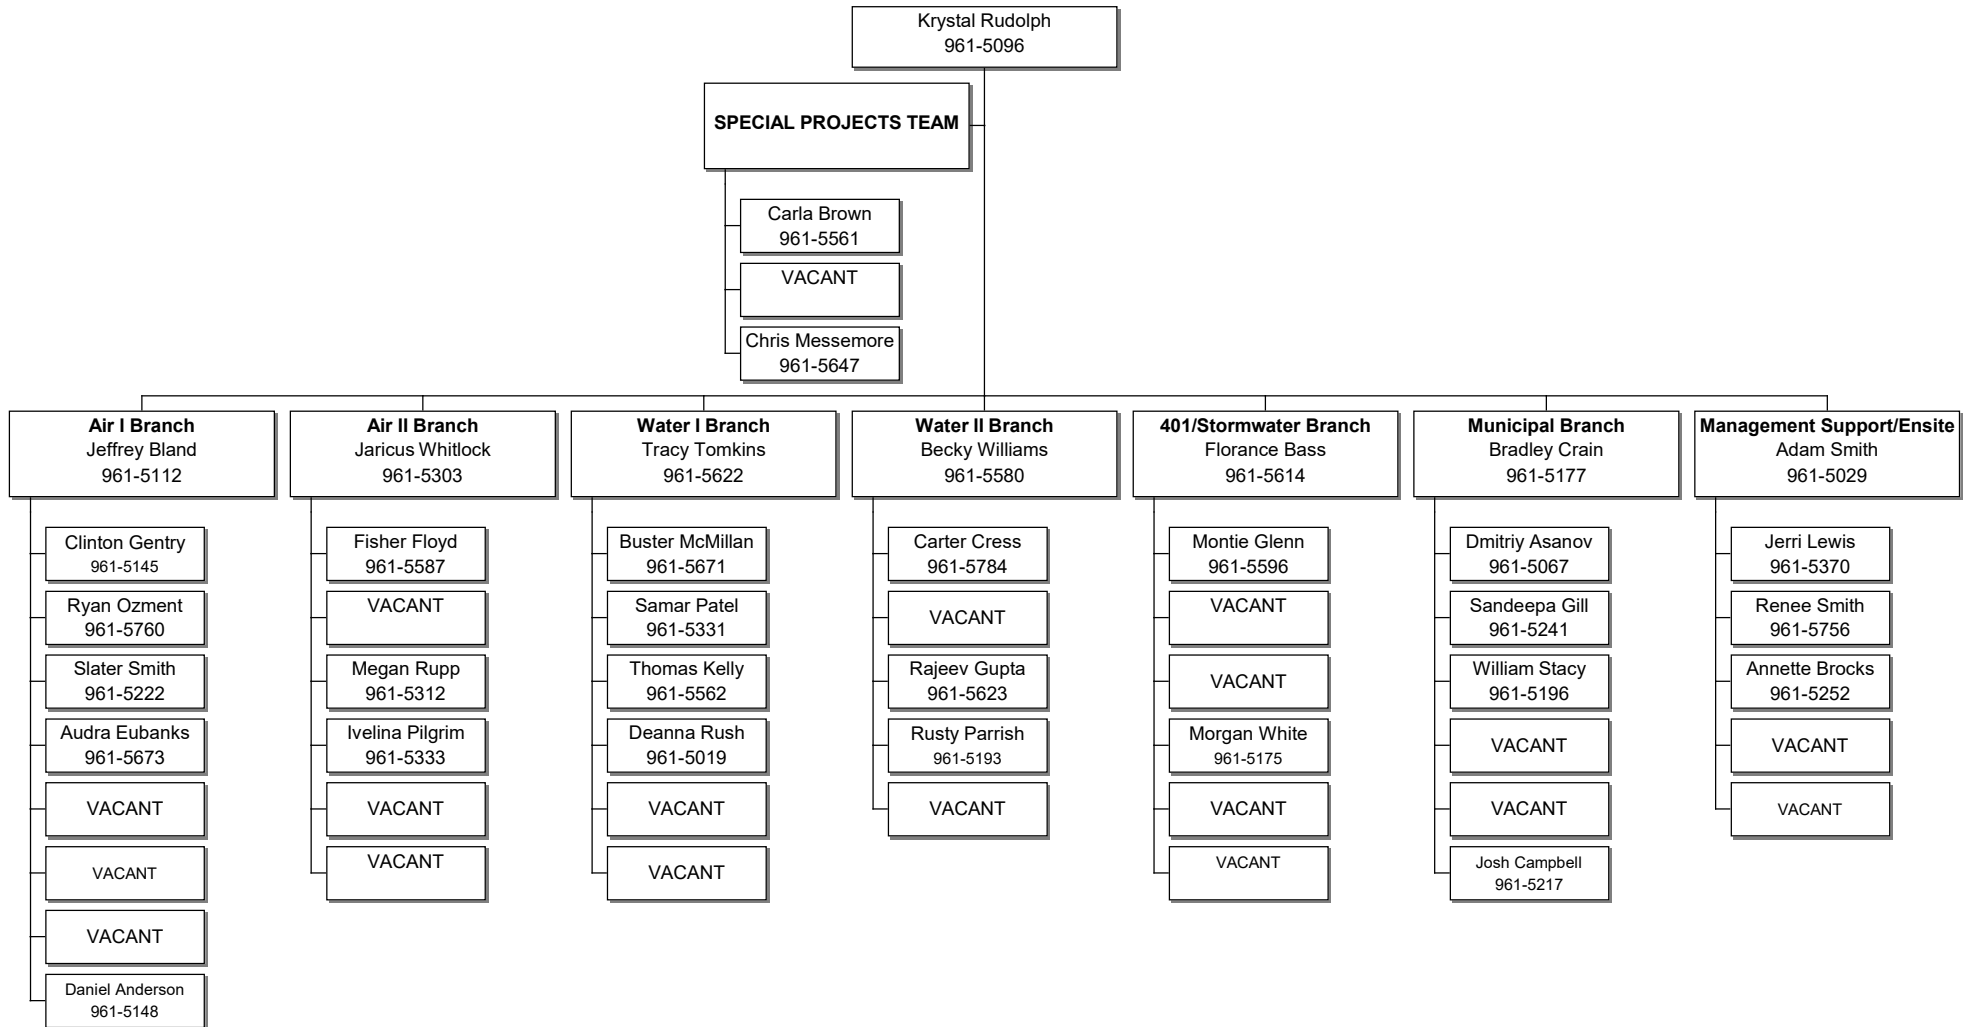 Krystal Rudolph
961-5096
SPECIAL PROJECTS TEAM
Carla Brown
961-5561
VACANT
Chris Messemore
961-5647
Air I Branch
Jeffrey Bland
961-5112
Clinton Gentry
961-5145
Ryan Ozment
961-5760
Slater Smith
961-5222
Audra Eubanks
961-5673
VACANT
VACANT
VACANT
Daniel Anderson
961-5148
Air II Branch
Jaricus Whitlock
961-5303
Fisher Floyd
961-5587
VACANT
Megan Rupp
961-5312
Ivelina Pilgrim
961-5333
VACANT
VACANT
Water I Branch
Tracy Tomkins
961-5622
Buster McMillan
961-5671
Samar Patel
961-5331
Thomas Kelly
961-5562
Deanna Rush
961-5019
VACANT
VACANT
Water II Branch
Becky Williams
961-5580
Carter Cress
961-5784
VACANT
Rajeev Gupta
961-5623
Rusty Parrish
961-5193
VACANT
401/Stormwater Branch
Florance Bass
961-5614
Montie Glenn
961-5596
VACANT
VACANT
Morgan White
961-5175
VACANT
VACANT
Municipal Branch
Bradley Crain
961-5177
Dmitriy Asanov
961-5067
Sandeepa Gill
961-5241
William Stacy
961-5196
VACANT
VACANT
Josh Campbell
961-5217
Management Support/Ensite
Adam Smith
961-5029
Jerri Lewis
961-5370
Renee Smith
961-5756
Annette Brocks
961-5252
VACANT
VACANT